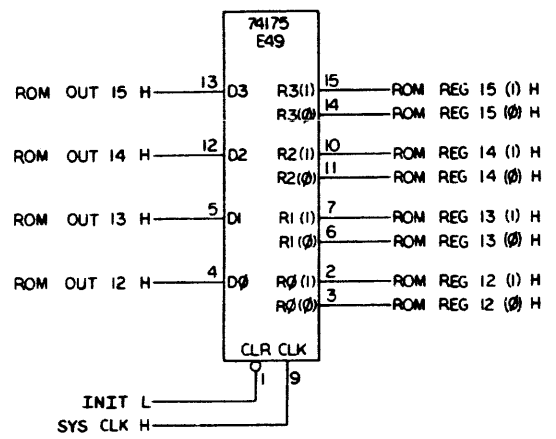 74175
E49
ROM OUT 15 H 13 D3 R3(1) 15 ROM REG 15 (1) H
R3(Ø) 14 ROM REG 15 (Ø) H
ROM OUT 14 H 12 D2 R2(1) 10 ROM REG 14 (1) H
R2(Ø) 11 ROM REG 14 (Ø) H
ROM OUT 13 H 5 D1 R1(1) 7 ROM REG 13 (1) H
R1(Ø) 6 ROM REG 13 (Ø) H
ROM OUT 12 H 4 DØ RØ(1) 2 ROM REG 12 (1) H
RØ(Ø) 3 ROM REG 12 (Ø) H
CLR CLK
1 9
INIT L
SYS CLK H